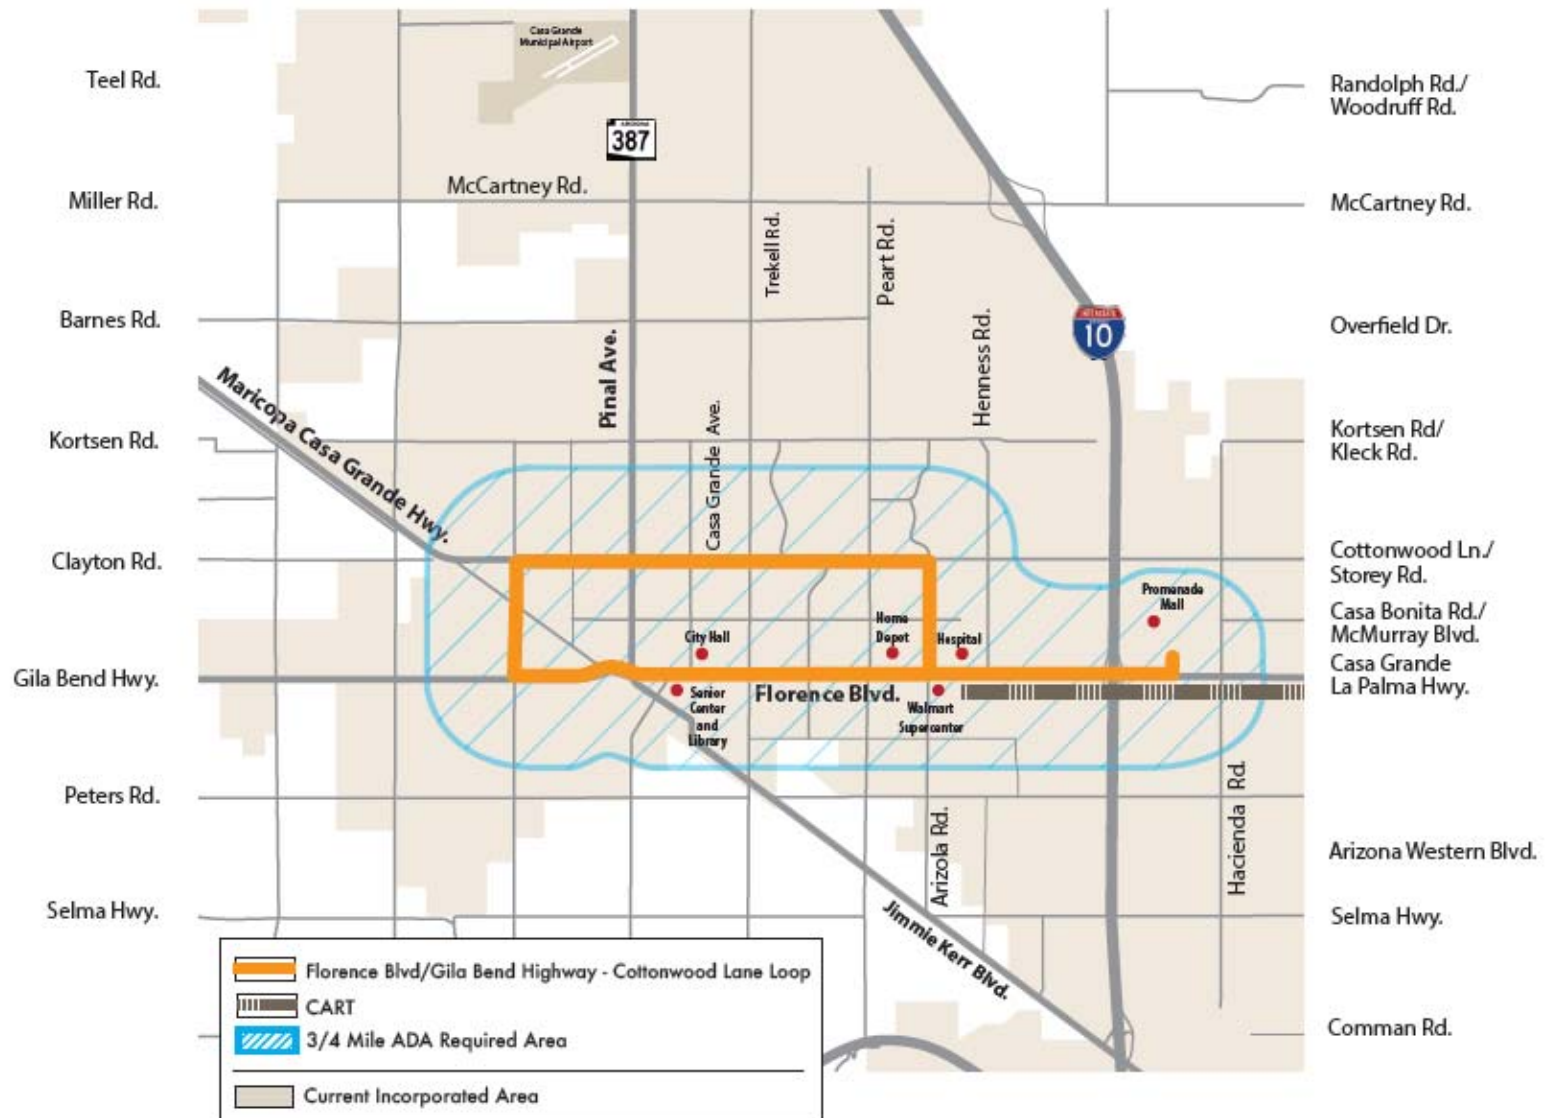 Casa Grande
Municipal Airport
Teel Rd.
Randolph Rd./
Woodruff Rd.
ARIZONA
387
McCartney Rd.
Miller Rd.
McCartney Rd.
Trekell Rd.
Peart Rd.
Barnes Rd.
INTERSTATE
10
Overfield Dr.
Henness Rd.
Pinal Ave.
Maricopa Casa Grande Hwy.
Casa Grande Ave.
Kortsen Rd.
Kortsen Rd/
Kleck Rd.
Clayton Rd.
Cottonwood Ln./
Storey Rd.
Promenade
Mall
Casa Bonita Rd./
McMurray Blvd.
City Hall
Home
Depot
Hospital
Gila Bend Hwy.
Casa Grande
La Palma Hwy.
Senior
Center
and
Library
Florence Blvd.
Walmart
Supercenter
Peters Rd.
Hacienda Rd.
Arizola Rd.
Arizona Western Blvd.
Selma Hwy.
Selma Hwy.
Jimmie Kerr Blvd.
Comman Rd.
Florence Blvd/Gila Bend Highway - Cottonwood Lane Loop
CART
3/4 Mile ADA Required Area
Current Incorporated Area